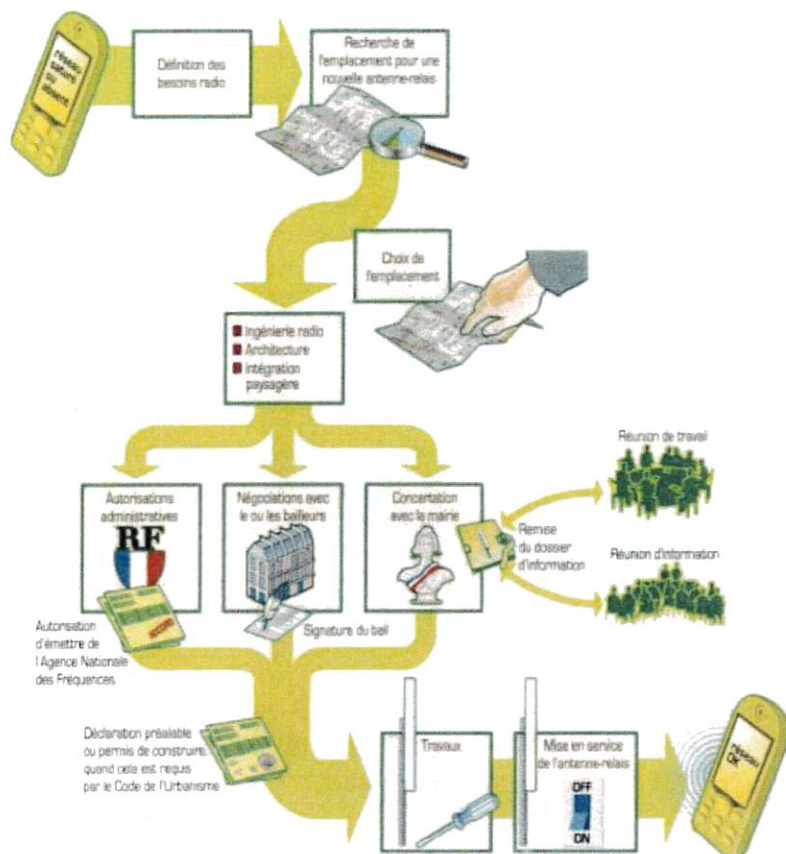 réseau
saturé
ou
absent
Définition des
besoins radio
Recherche de
l'emplacement pour une
nouvelle antenne-relais
Choix de
l'emplacement
Ingénierie radio
Architecture
Intégration
paysagère
Autorisations
administratives
RF
Négociations avec
le ou les bailleurs
Concertation
avec la mairie
Réunion de travail
Remise
du dossier
d'information
Réunion d'information
Signature du bail
Autorisation
d'émettre de
l'Agence Nationale
des Fréquences
ACCORD
Déclaration préalable
ou permis de construire,
quand cela est requis
par le Code de l'Urbanisme
Travaux
Mise en service
de l'antenne-relais
OFF
ON
réseau
OK